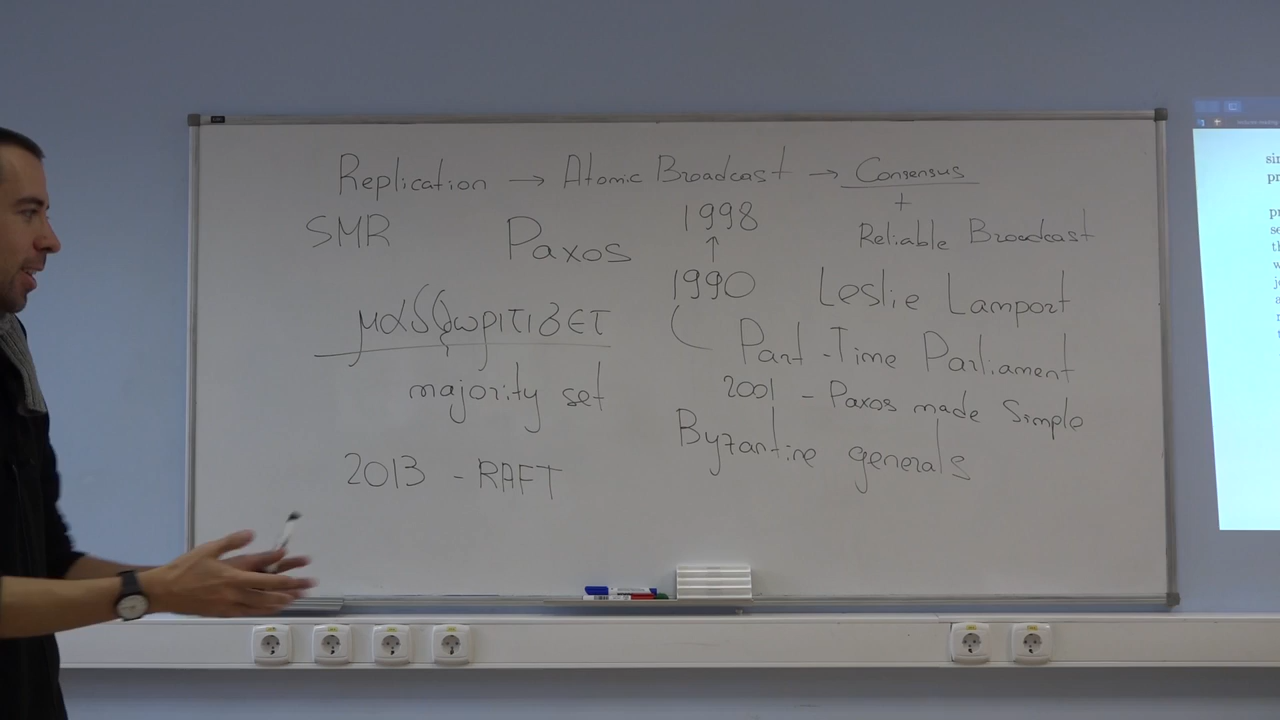 Replication → Atomic Broadcast → Consensus
+
Reliable Broadcast
SMR
Paxos
1998
↑
1990
Leslie Lamport
Part-Time Parliament
2001 - Paxos made Simple
Byzantine generals
majority set
2013 - RAFT